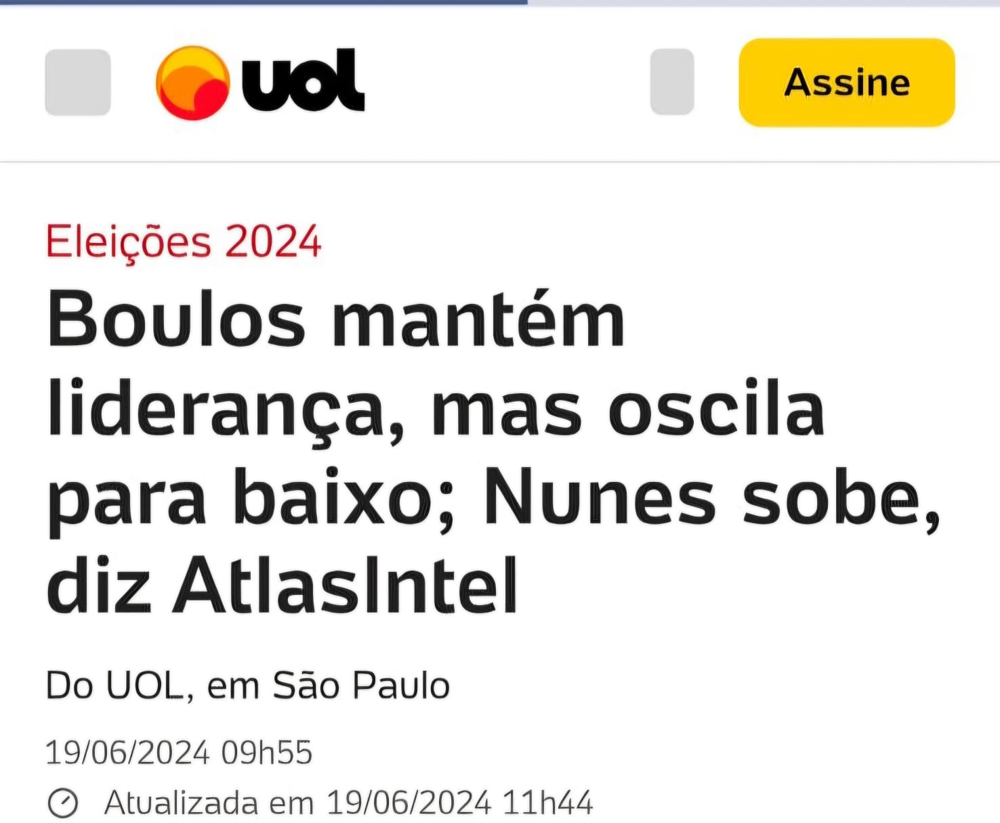 uol
Assine
Eleições 2024
Boulos mantém
liderança, mas oscila
para baixo; Nunes sobe,
diz AtlasIntel
Do UOL, em São Paulo
19/06/2024 09h55
Atualizada em 19/06/2024 11h44